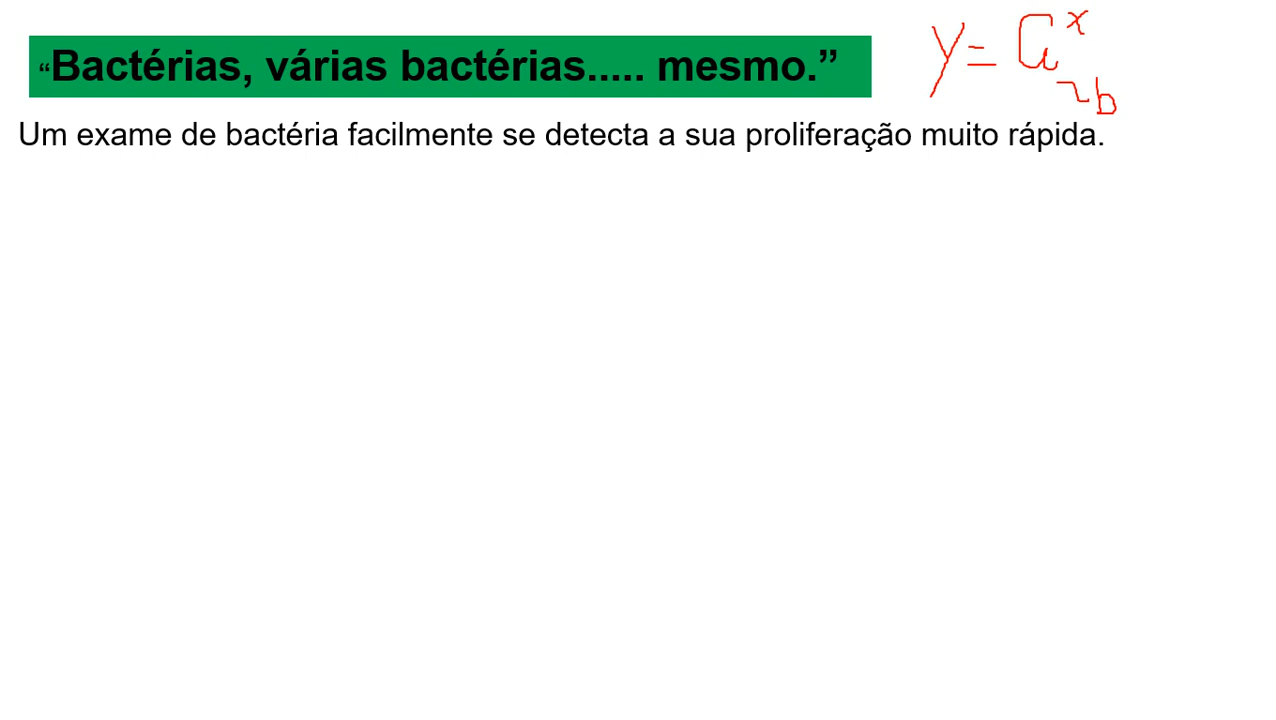 “Bactérias, várias bactérias..... mesmo.”
y = a^x
b
Um exame de bactéria facilmente se detecta a sua proliferação muito rápida.